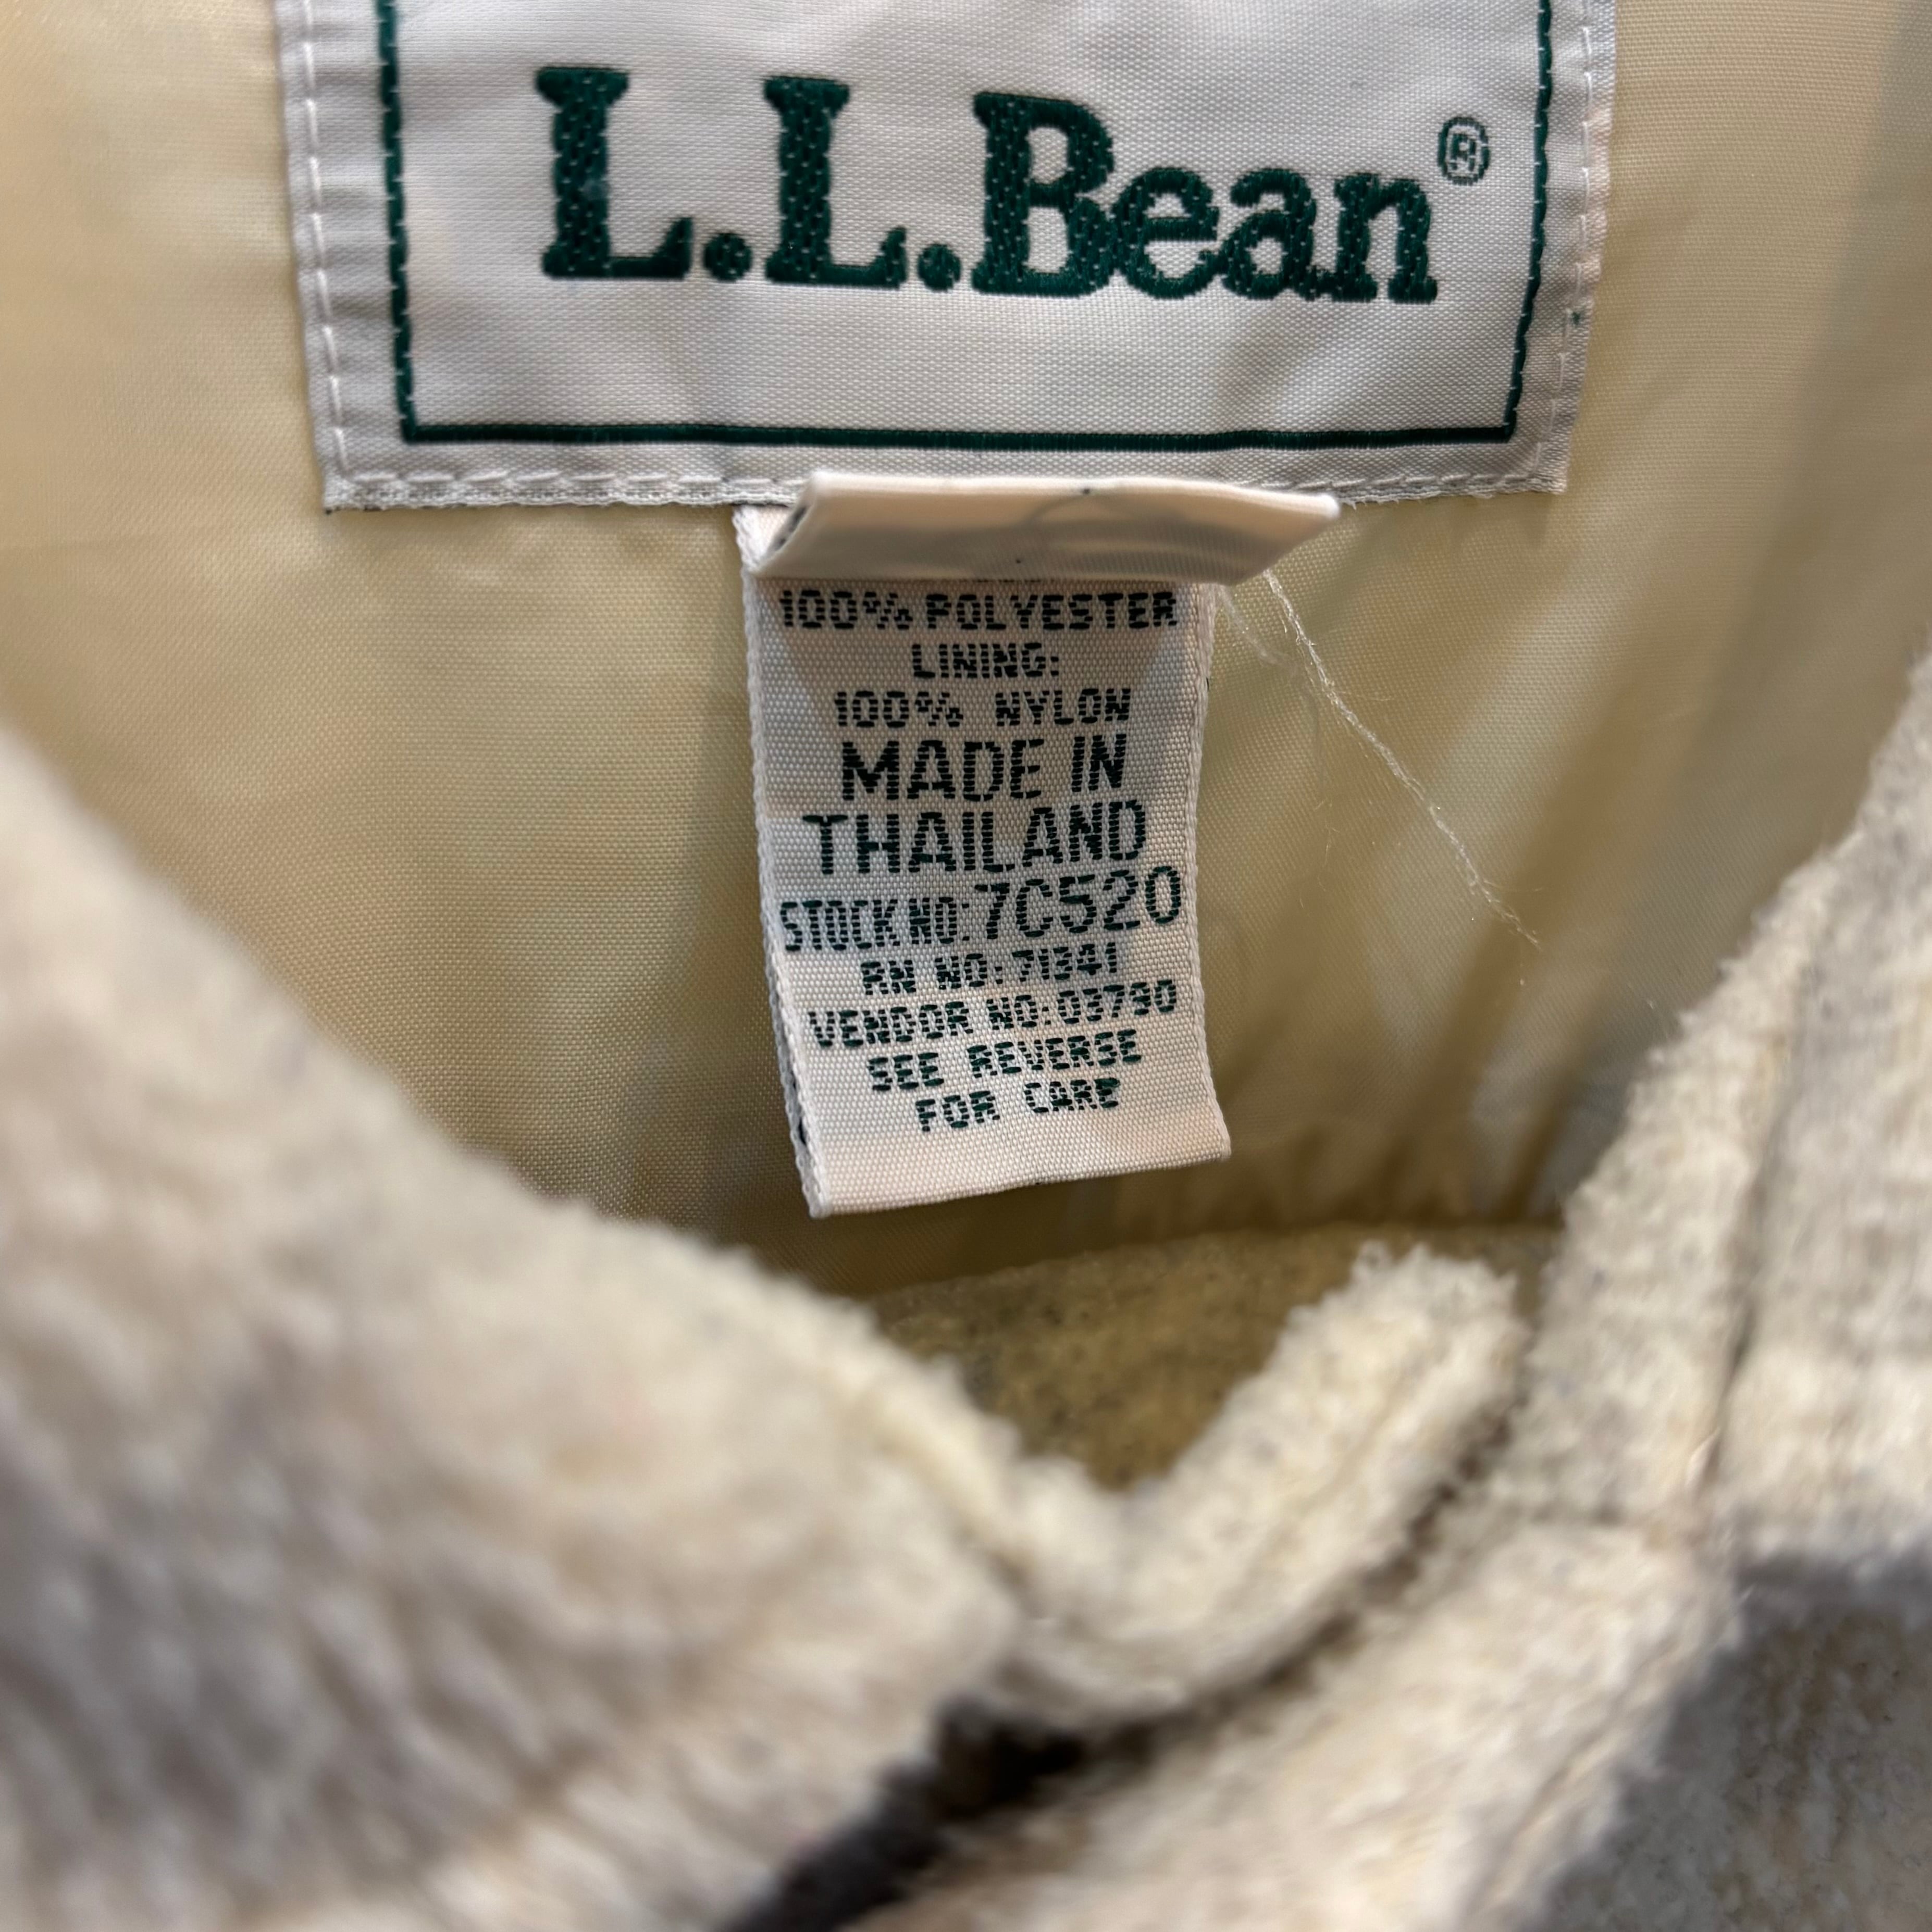 L.L.Bean®
100% POLYESTER
LINING:
100% NYLON
MADE IN
THAILAND
STOCK NO: 7C520
RN NO: 71341
VENDOR NO: 03790
SEE REVERSE
FOR CARE